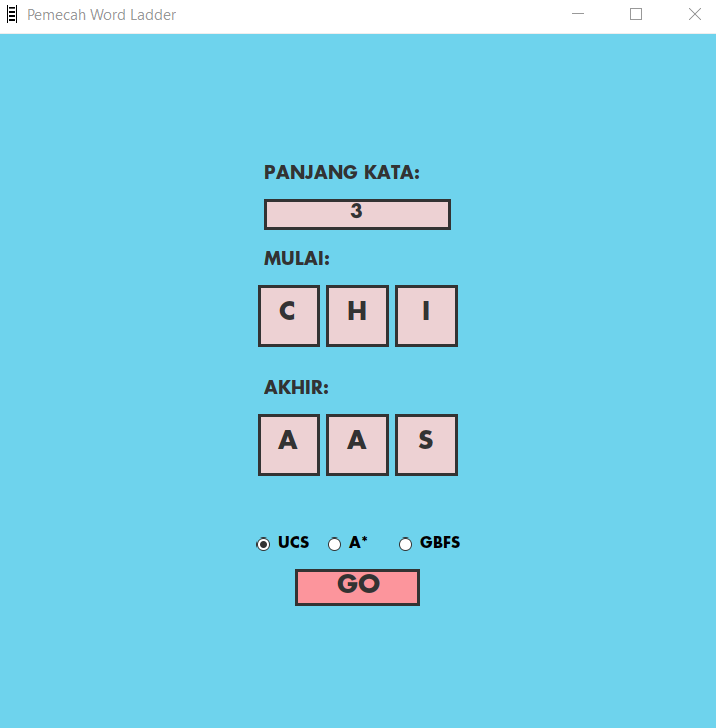 Pemecah Word Ladder
PANJANG KATA:
3
MULAI:
C H I
AKHIR:
A A S
UCS A* GBFS
GO